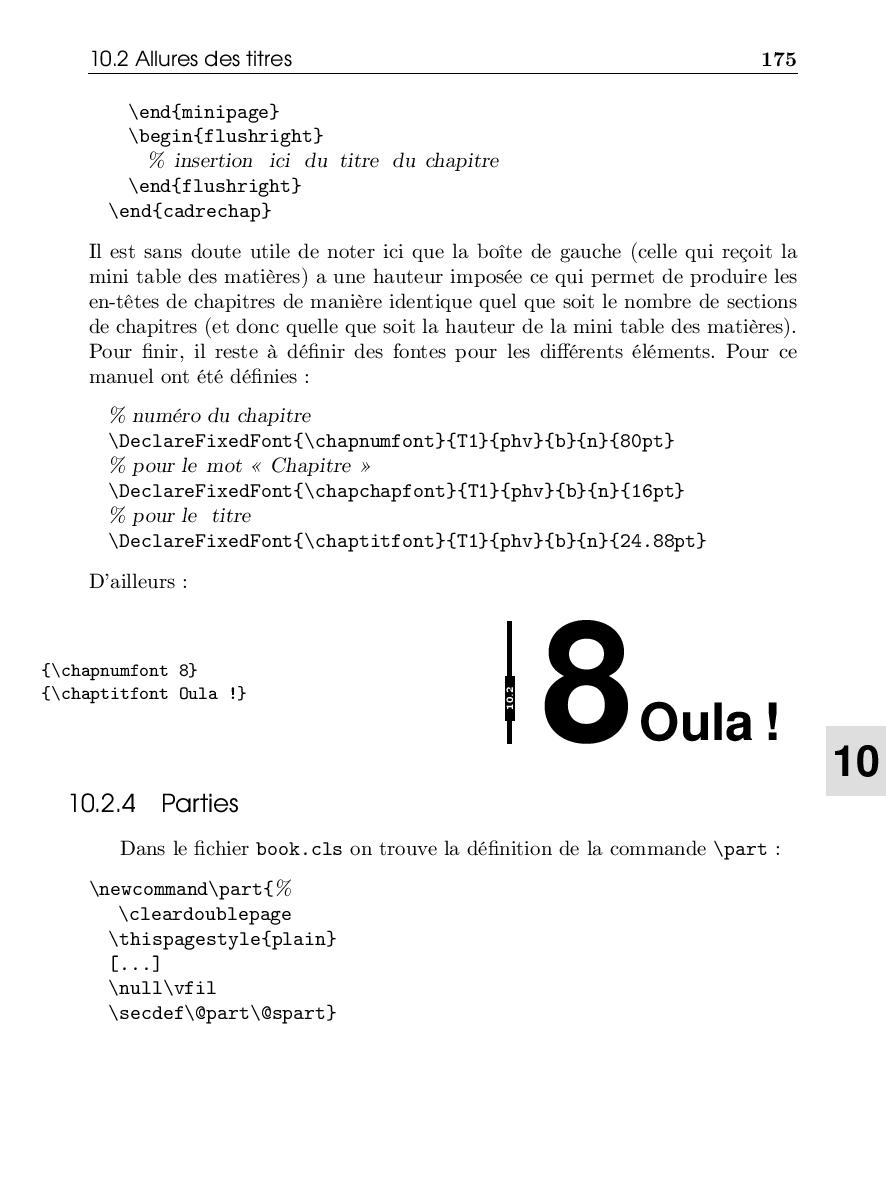 10.2 Allures des titres 175
\end{minipage}
\begin{flushright}
% insertion ici du titre du chapitre
\end{flushright}
\end{cadrechap}
Il est sans doute utile de noter ici que la boîte de gauche (celle qui reçoit la
mini table des matières) a une hauteur imposée ce qui permet de produire les
en-têtes de chapitres de manière identique quel que soit le nombre de sections
de chapitres (et donc quelle que soit la hauteur de la mini table des matières).
Pour finir, il reste à définir des fontes pour les différents éléments. Pour ce
manuel ont été définies :
% numéro du chapitre
\DeclareFixedFont{\chapnumfont}{T1}{phv}{b}{n}{80pt}
% pour le mot « Chapitre »
\DeclareFixedFont{\chapchapfont}{T1}{phv}{b}{n}{16pt}
% pour le titre
\DeclareFixedFont{\chaptitfont}{T1}{phv}{b}{n}{24.88pt}
D'ailleurs :
{\chapnumfont 8}
{\chaptitfont Oula !}
10.2
8 Oula !
10
10.2.4 Parties
Dans le fichier book.cls on trouve la définition de la commande \part :
\newcommand\part{%
\cleardoublepage
\thispagestyle{plain}
[...]
\null\vfil
\secdef\@part\@spart}